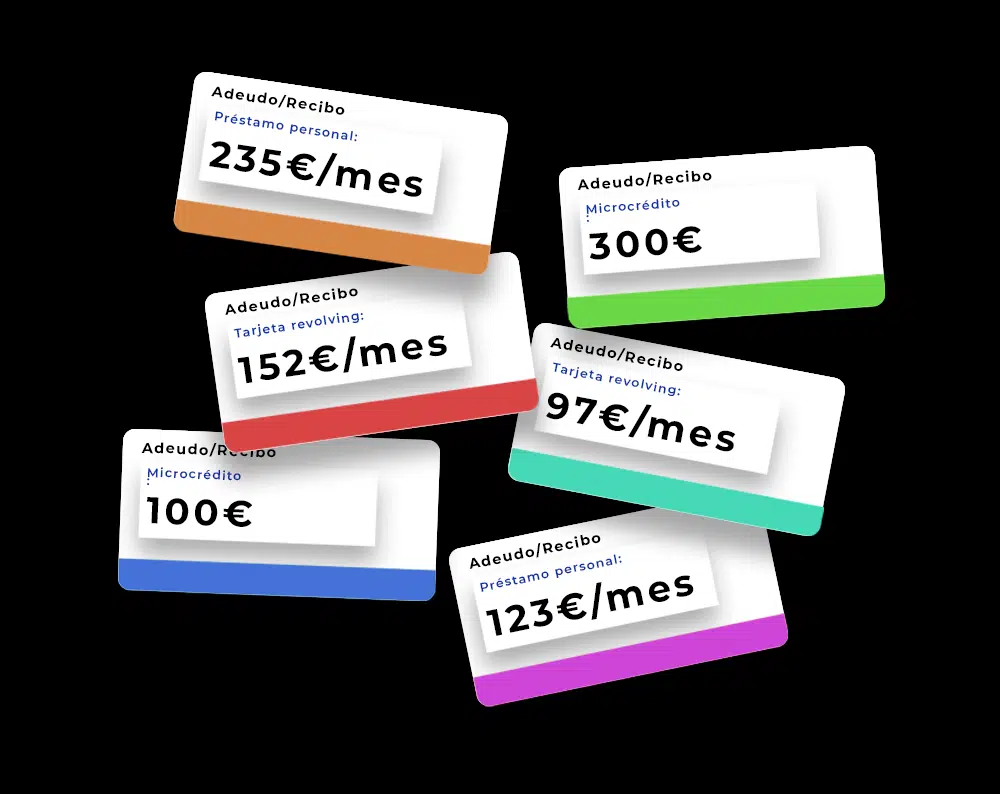 Adeudo/Recibo
Préstamo personal:
235€/mes
Adeudo/Recibo
Microcrédito
:
300€
Adeudo/Recibo
Tarjeta revolving:
152€/mes
Adeudo/Recibo
Tarjeta revolving:
97€/mes
Adeudo/Recibo
Microcrédito
:
100€
Adeudo/Recibo
Préstamo personal:
123€/mes